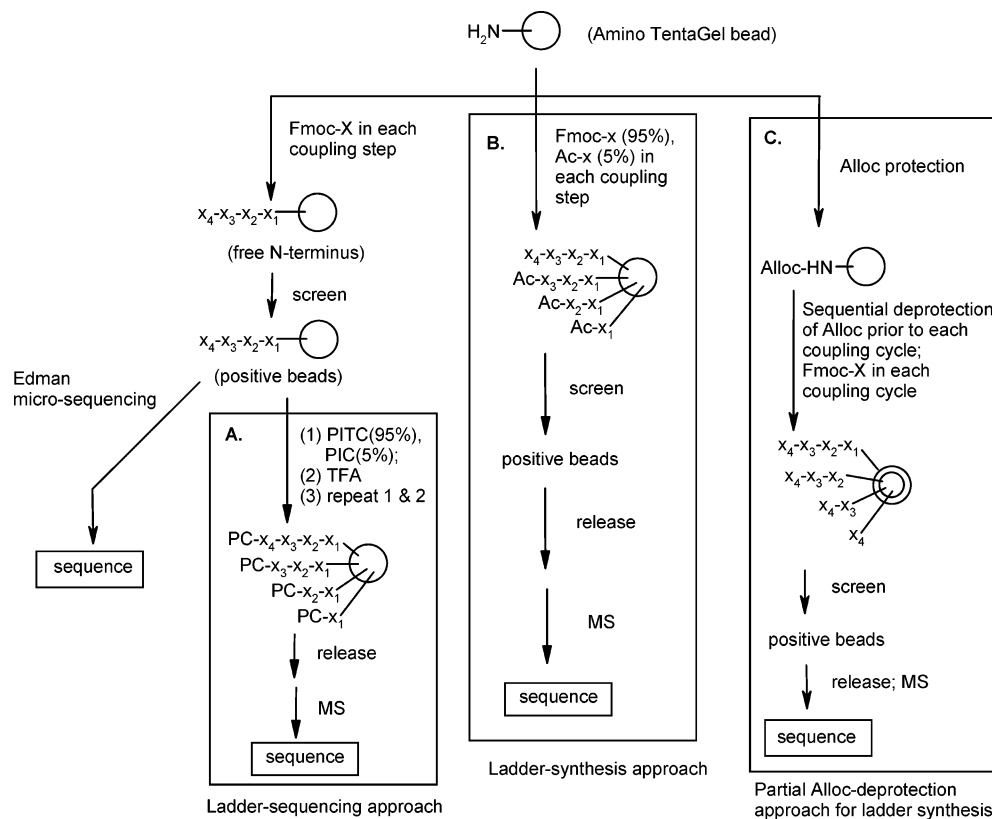 H₂N (Amino TentaGel bead)
Fmoc-X in each
coupling step
x₄-x₃-x₂-x₁
(free N-terminus)
screen
x₄-x₃-x₂-x₁
(positive beads)
Edman
micro-sequencing
sequence
A.
(1) PITC(95%),
PIC(5%);
(2) TFA
(3) repeat 1 & 2
PC-x₄-x₃-x₂-x₁
PC-x₃-x₂-x₁
PC-x₂-x₁
PC-x₁
release
MS
sequence
Ladder-sequencing approach
B.
Fmoc-x (95%),
Ac-x (5%) in
each coupling
step
x₄-x₃-x₂-x₁
Ac-x₃-x₂-x₁
Ac-x₂-x₁
Ac-x₁
screen
positive beads
release
MS
sequence
Ladder-synthesis approach
C.
Alloc protection
Alloc-HN
Sequential deprotection
of Alloc prior to each
coupling cycle;
Fmoc-X in each
coupling cycle
x₄-x₃-x₂-x₁
x₄-x₃-x₂
x₄-x₃
x₄
screen
positive beads
release; MS
sequence
Partial Alloc-deprotection
approach for ladder synthesis